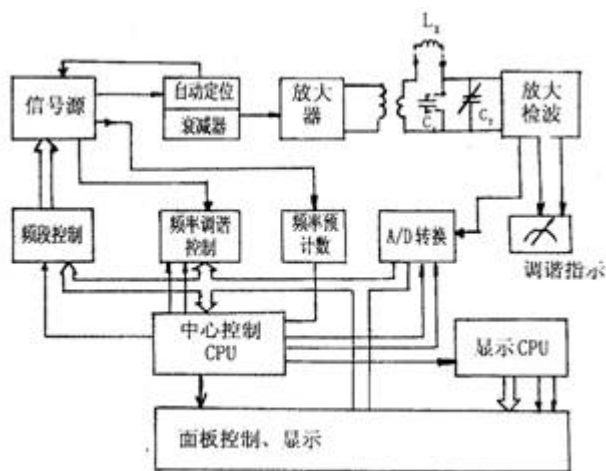 Lx
信号源
自动定位
衰减器
放大器
放大
检波
频段控制
频率调谐
控制
频率预
计数
A/D 转换
调谐指示
中心控制
CPU
显示 CPU
面板控制、显示